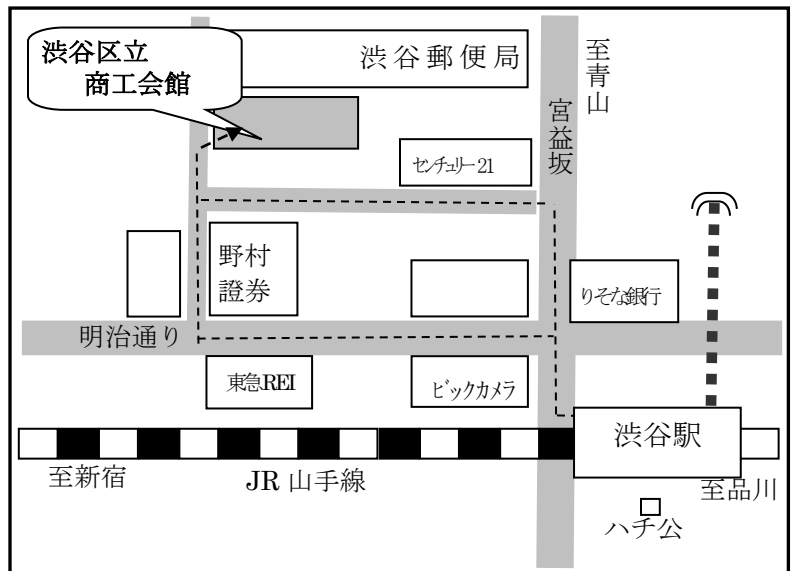 渋谷区立
商工会館
渋谷郵便局
至青山
宮益坂
センチュリー21
野村
證券
りそな銀行
明治通り
東急REI
ビックカメラ
渋谷駅
至新宿
JR山手線
至品川
ハチ公